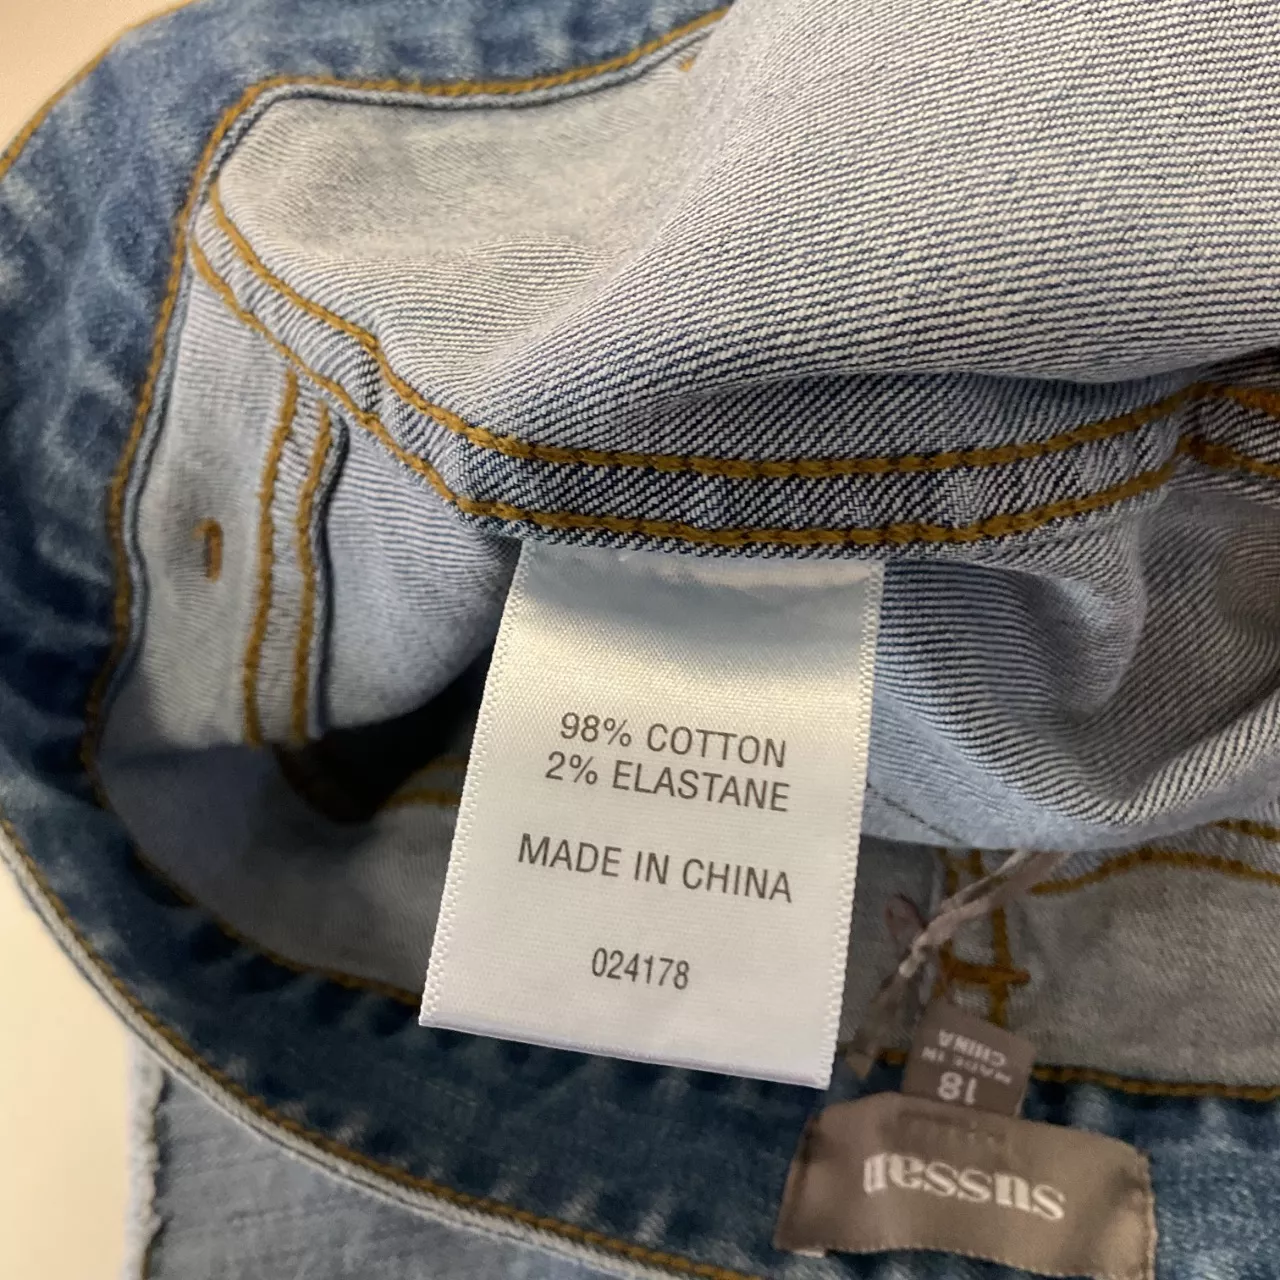 98% COTTON
2% ELASTANE
MADE IN CHINA
024178
sussan
18
MADE IN
CHINA